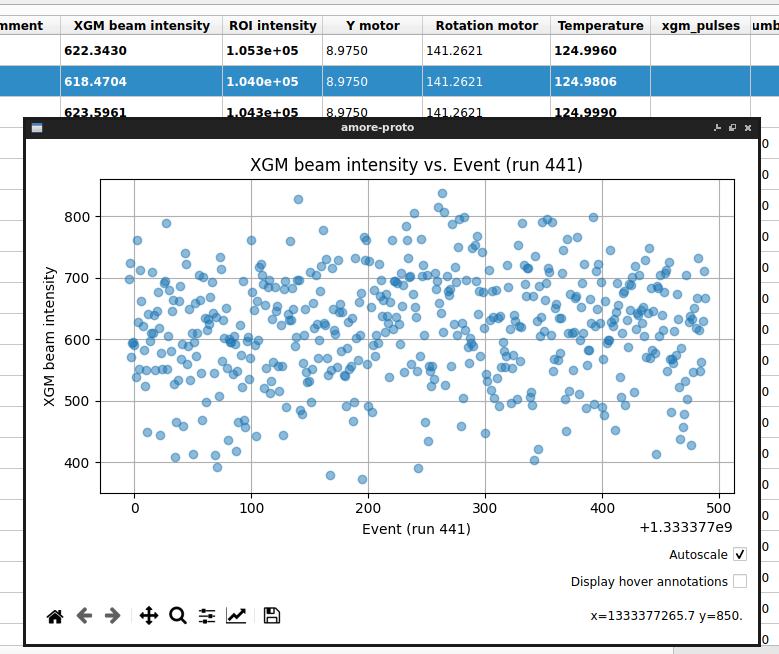 mment XGM beam intensity ROI intensity Y motor Rotation motor Temperature xgm_pulses umb
622.3430 1.053e+05 8.9750 141.2621 124.9960
618.4704 1.040e+05 8.9750 141.2621 124.9806
623.5961 1.043e+05 8.9750 141.2621 124.9990
amore-proto
XGM beam intensity vs. Event (run 441)
800
700
600
500
400
XGM beam intensity
0 100 200 300 400 500
Event (run 441)
+1.333377e9
Autoscale
Display hover annotations
x=1333377265.7 y=850.